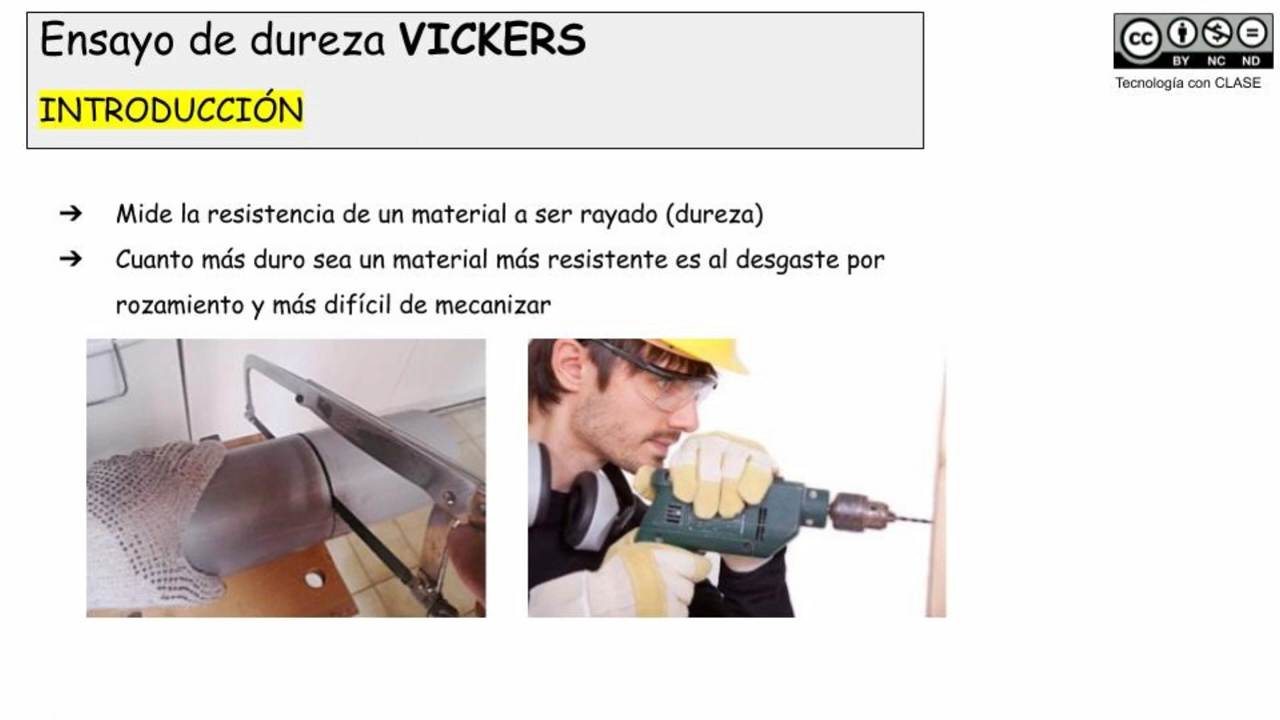 Ensayo de dureza VICKERS
INTRODUCCIÓN
cc BY NC ND
Tecnología con CLASE
➔ Mide la resistencia de un material a ser rayado (dureza)
➔ Cuanto más duro sea un material más resistente es al desgaste por
rozamiento y más difícil de mecanizar